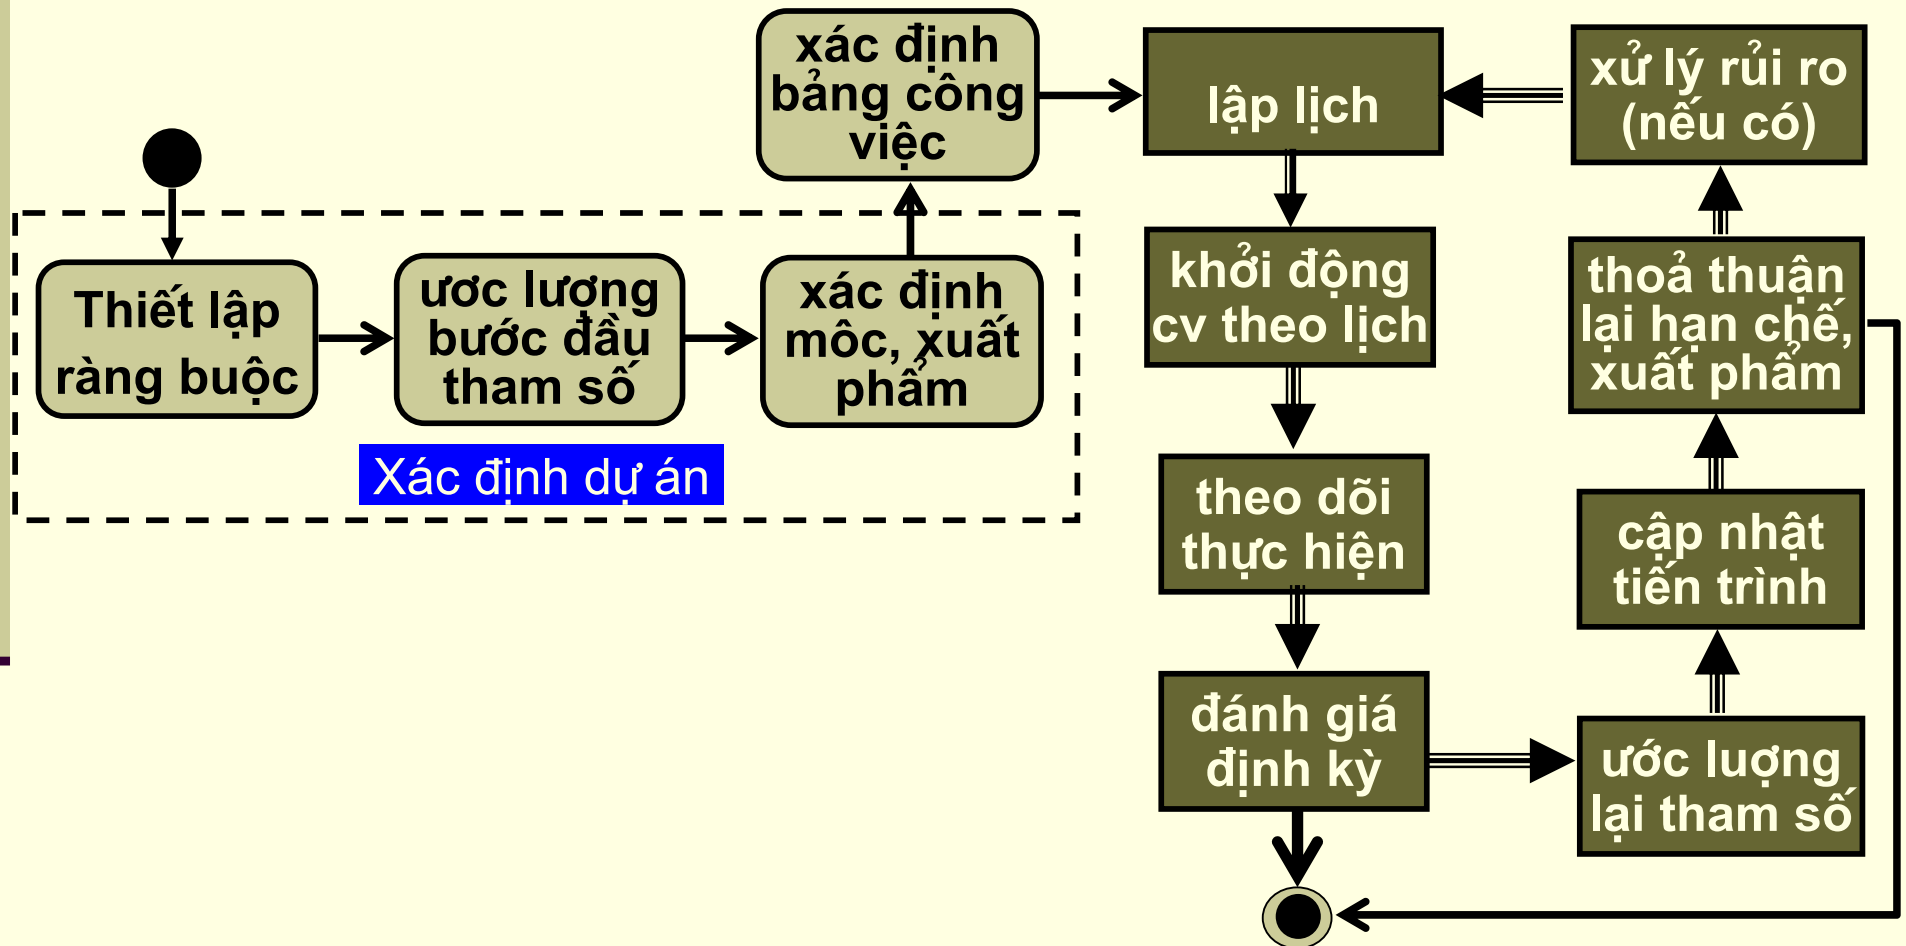 xác định
bảng công
việc
lập lịch
xử lý rủi ro
(nếu có)
Thiết lập
ràng buộc
ươc lượng
bước đầu
tham số
xác định
môc, xuất
phẩm
Xác định dự án
khởi động
cv theo lịch
thoả thuận
lại hạn chế,
xuất phẩm
theo dõi
thực hiện
cập nhật
tiến trình
đánh giá
định kỳ
ước luợng
lại tham số